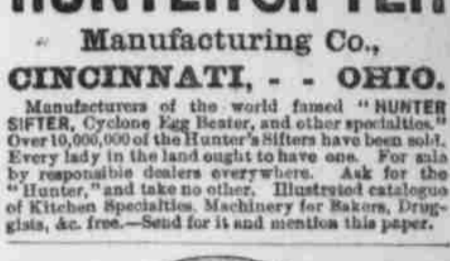 HUNTER SIFTER
Manufacturing Co.,
CINCINNATI, - - OHIO.
Manufacturers of the world famed "HUNTER
SIFTER, Cyclone Egg Beater, and other specialties."
Over 10,000,000 of the Hunter's Sifters have been sold.
Every lady in the land ought to have one. For sale
by responsible dealers everywhere. Ask for the
"Hunter," and take no other. Illustrated catalogue
of Kitchen Specialties, Machinery for Bakers, Drug-
gists, &c. free.—Send for it and mention this paper.